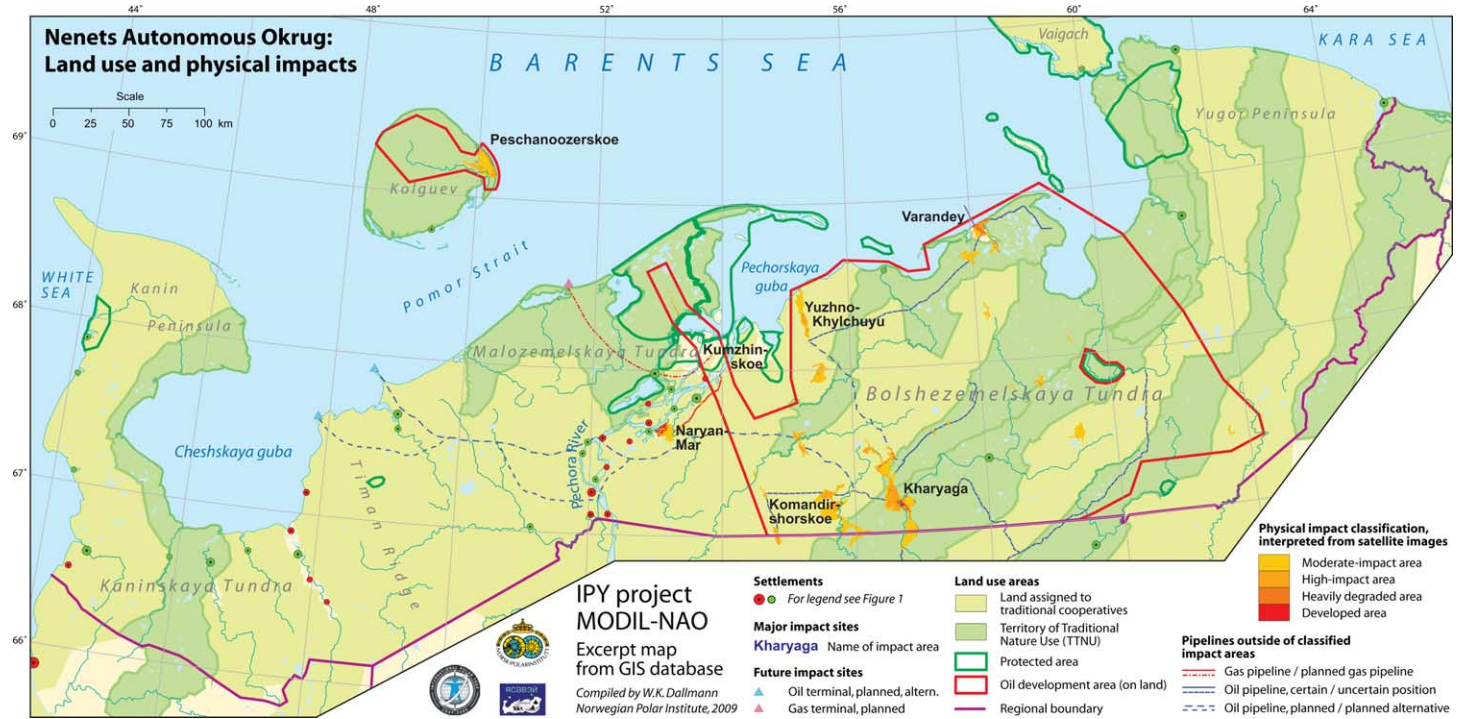 44°
48°
52°
56°
60°
64°
Nenets Autonomous Okrug:
Land use and physical impacts
Scale
0 25 50 75 100 km
69°
68°
67°
66°
BARENTS SEA
KARA SEA
Vaigach
Yugor Peninsula
Peschanoozerskoe
Kolguev
Pomor Strait
WHITE
SEA
Kanin
Peninsula
Varandey
Pechorskaya
guba
Yuzhno-
Khylchuyu
Malozemelskaya Tundra
Kumzhin-
skoe
Bolshezemelskaya Tundra
Cheshskaya guba
Naryan-
Mar
Pechora River
Timan Ridge
Kharyaga
Komandir-
shorskoe
Kaninskaya Tundra
IPY project
MODIL-NAO
Excerpt map
from GIS database
Compiled by W.K. Dallmann
Norwegian Polar Institute, 2009
NORSK POLARINSTITUTT
Settlements
For legend see Figure 1
Major impact sites
Kharyaga Name of impact area
Future impact sites
Oil terminal, planned, altern.
Gas terminal, planned
Land use areas
Land assigned to
traditional cooperatives
Territory of Traditional
Nature Use (TTNU)
Protected area
Oil development area (on land)
Regional boundary
Physical impact classification,
interpreted from satellite images
Moderate-impact area
High-impact area
Heavily degraded area
Developed area
Pipelines outside of classified
impact areas
Gas pipeline / planned gas pipeline
Oil pipeline, certain / uncertain position
Oil pipeline, planned / planned alternative